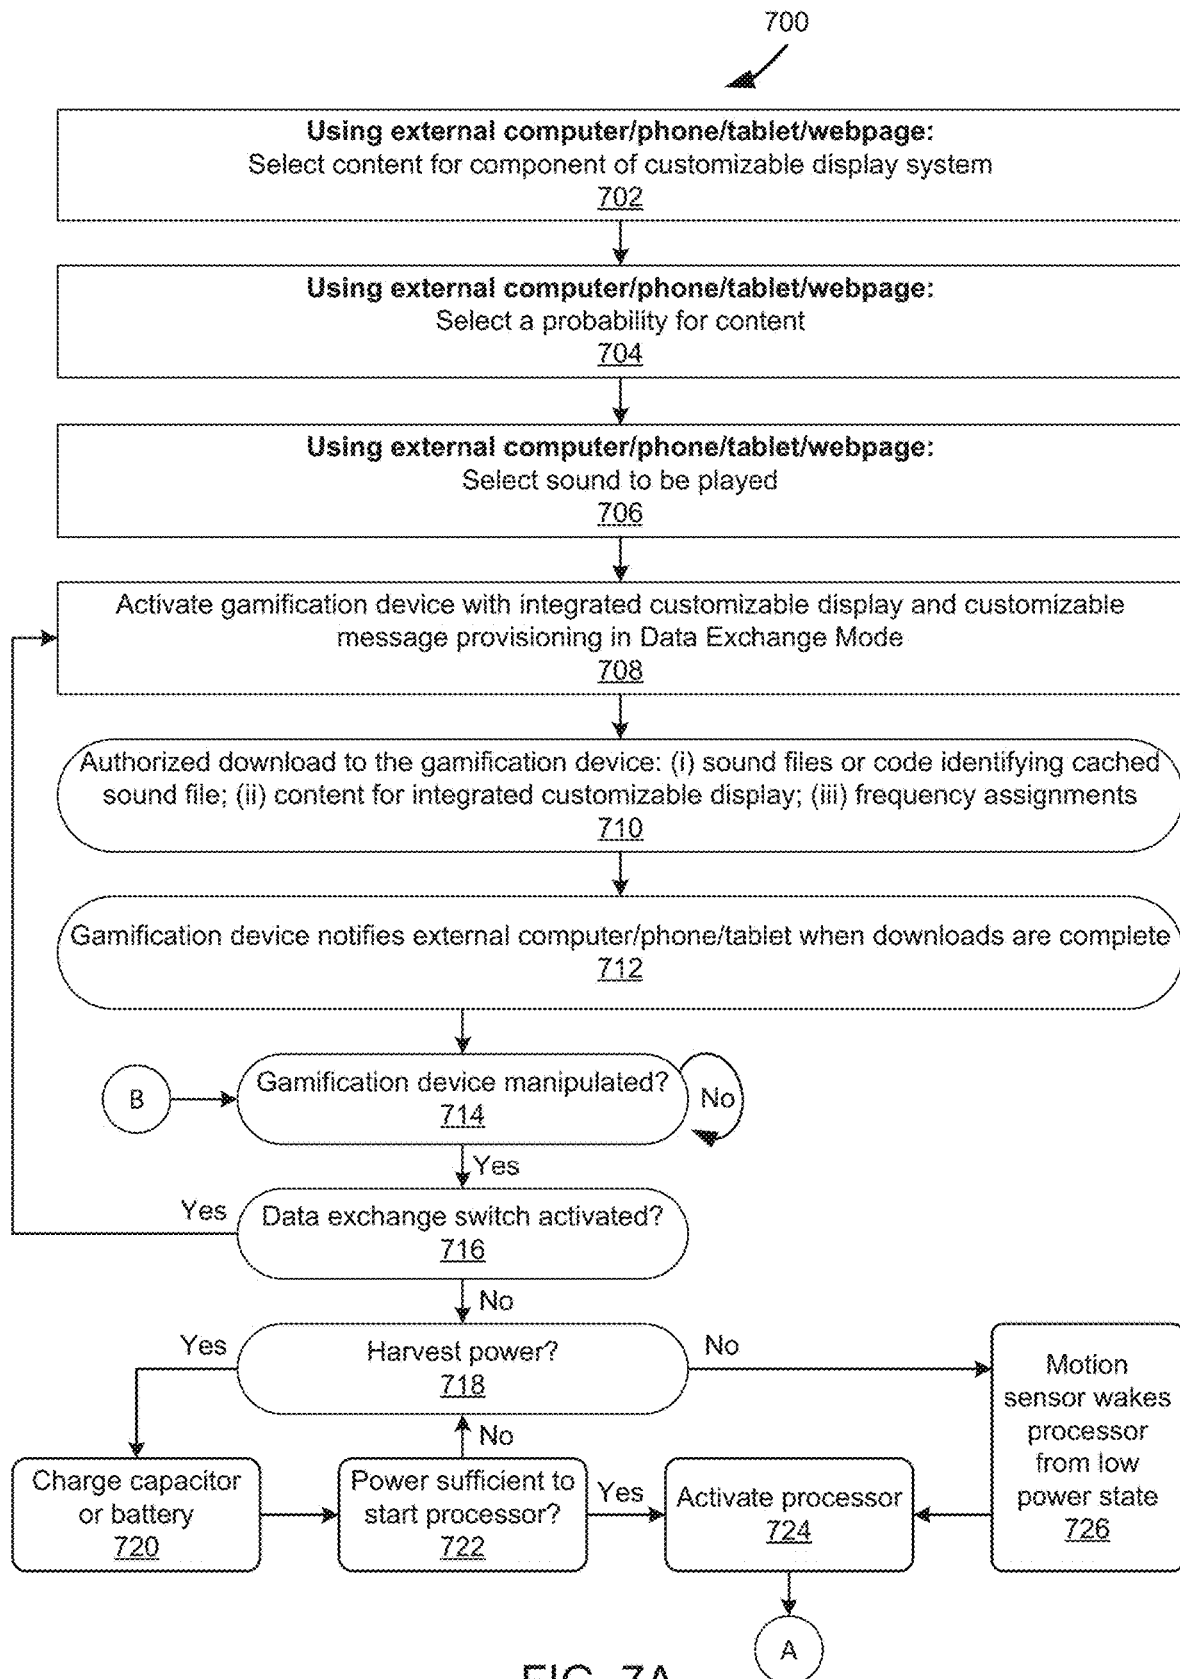 700
Using external computer/phone/tablet/webpage:
Select content for component of customizable display system
702
Using external computer/phone/tablet/webpage:
Select a probability for content
704
Using external computer/phone/tablet/webpage:
Select sound to be played
706
Activate gamification device with integrated customizable display and customizable
message provisioning in Data Exchange Mode
708
Authorized download to the gamification device: (i) sound files or code identifying cached
sound file; (ii) content for integrated customizable display; (iii) frequency assignments
710
Gamification device notifies external computer/phone/tablet when downloads are complete
712
B
Gamification device manipulated?
714
No
Yes
Yes
Data exchange switch activated?
716
No
Yes
Harvest power?
718
No
No
Charge capacitor
or battery
720
Power sufficient to
start processor?
722
Yes
Activate processor
724
Motion
sensor wakes
processor
from low
power state
726
A
FIG. 7A